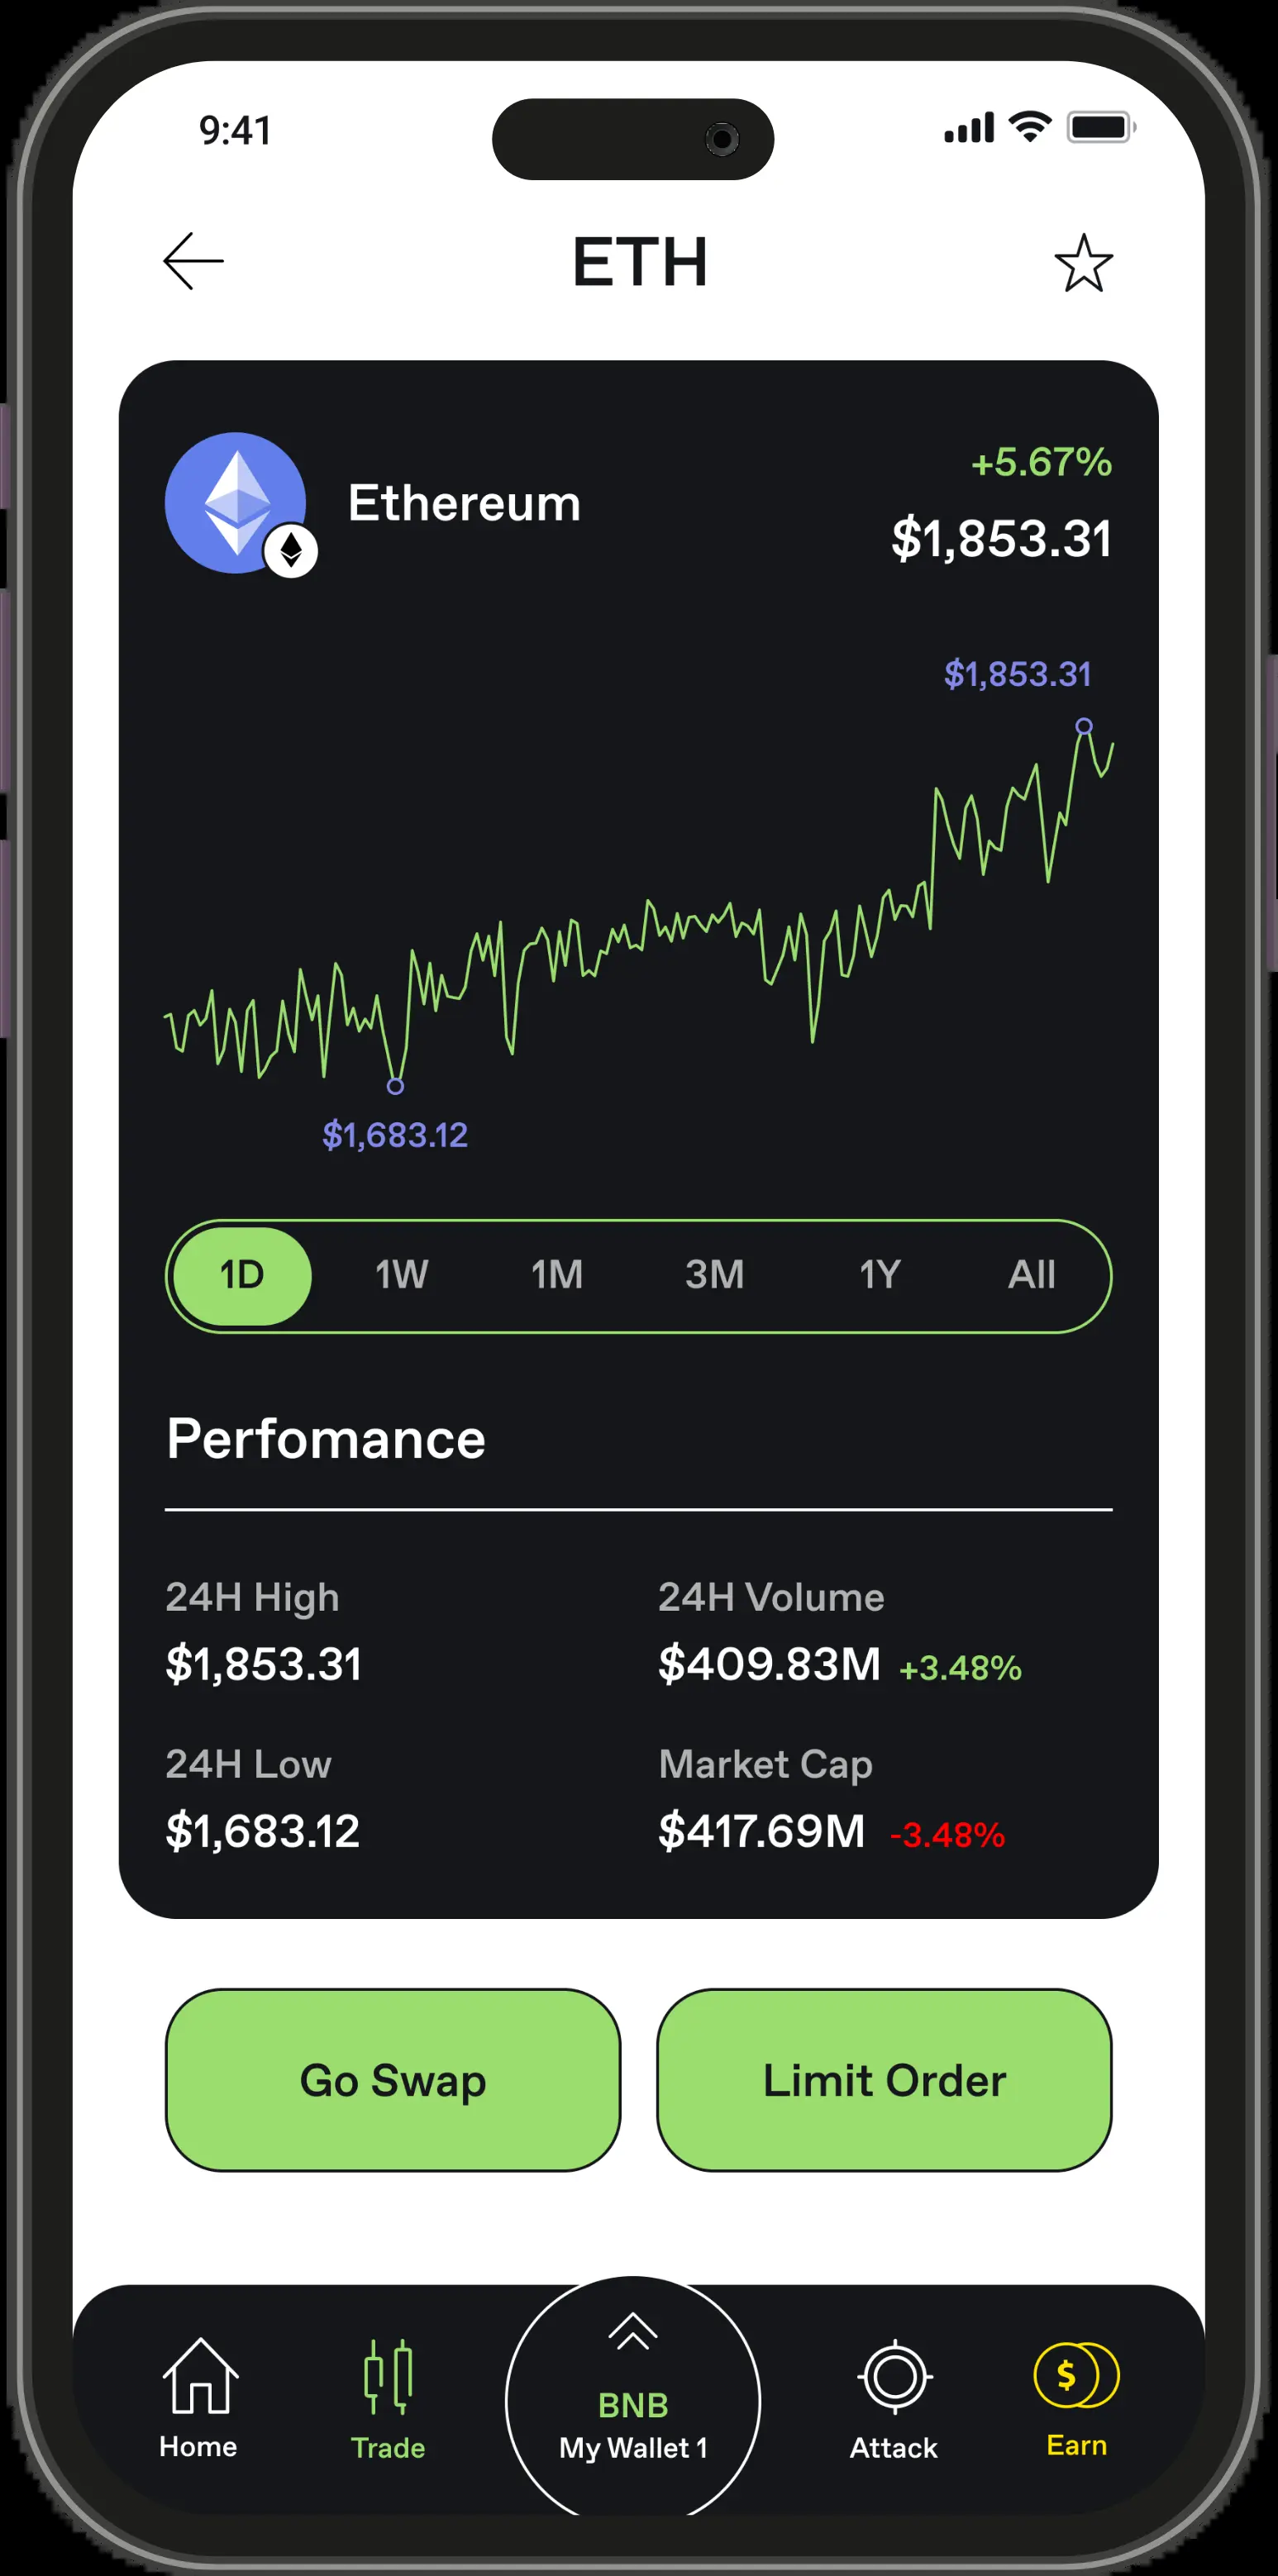 9:41
ETH
Ethereum
+5.67%
$1,853.31
$1,853.31
$1,683.12
1D 1W 1M 3M 1Y All
Perfomance
24H High 24H Volume
$1,853.31 $409.83M +3.48%
24H Low Market Cap
$1,683.12 $417.69M -3.48%
Go Swap Limit Order
BNB
Home Trade My Wallet 1 Attack $ Earn